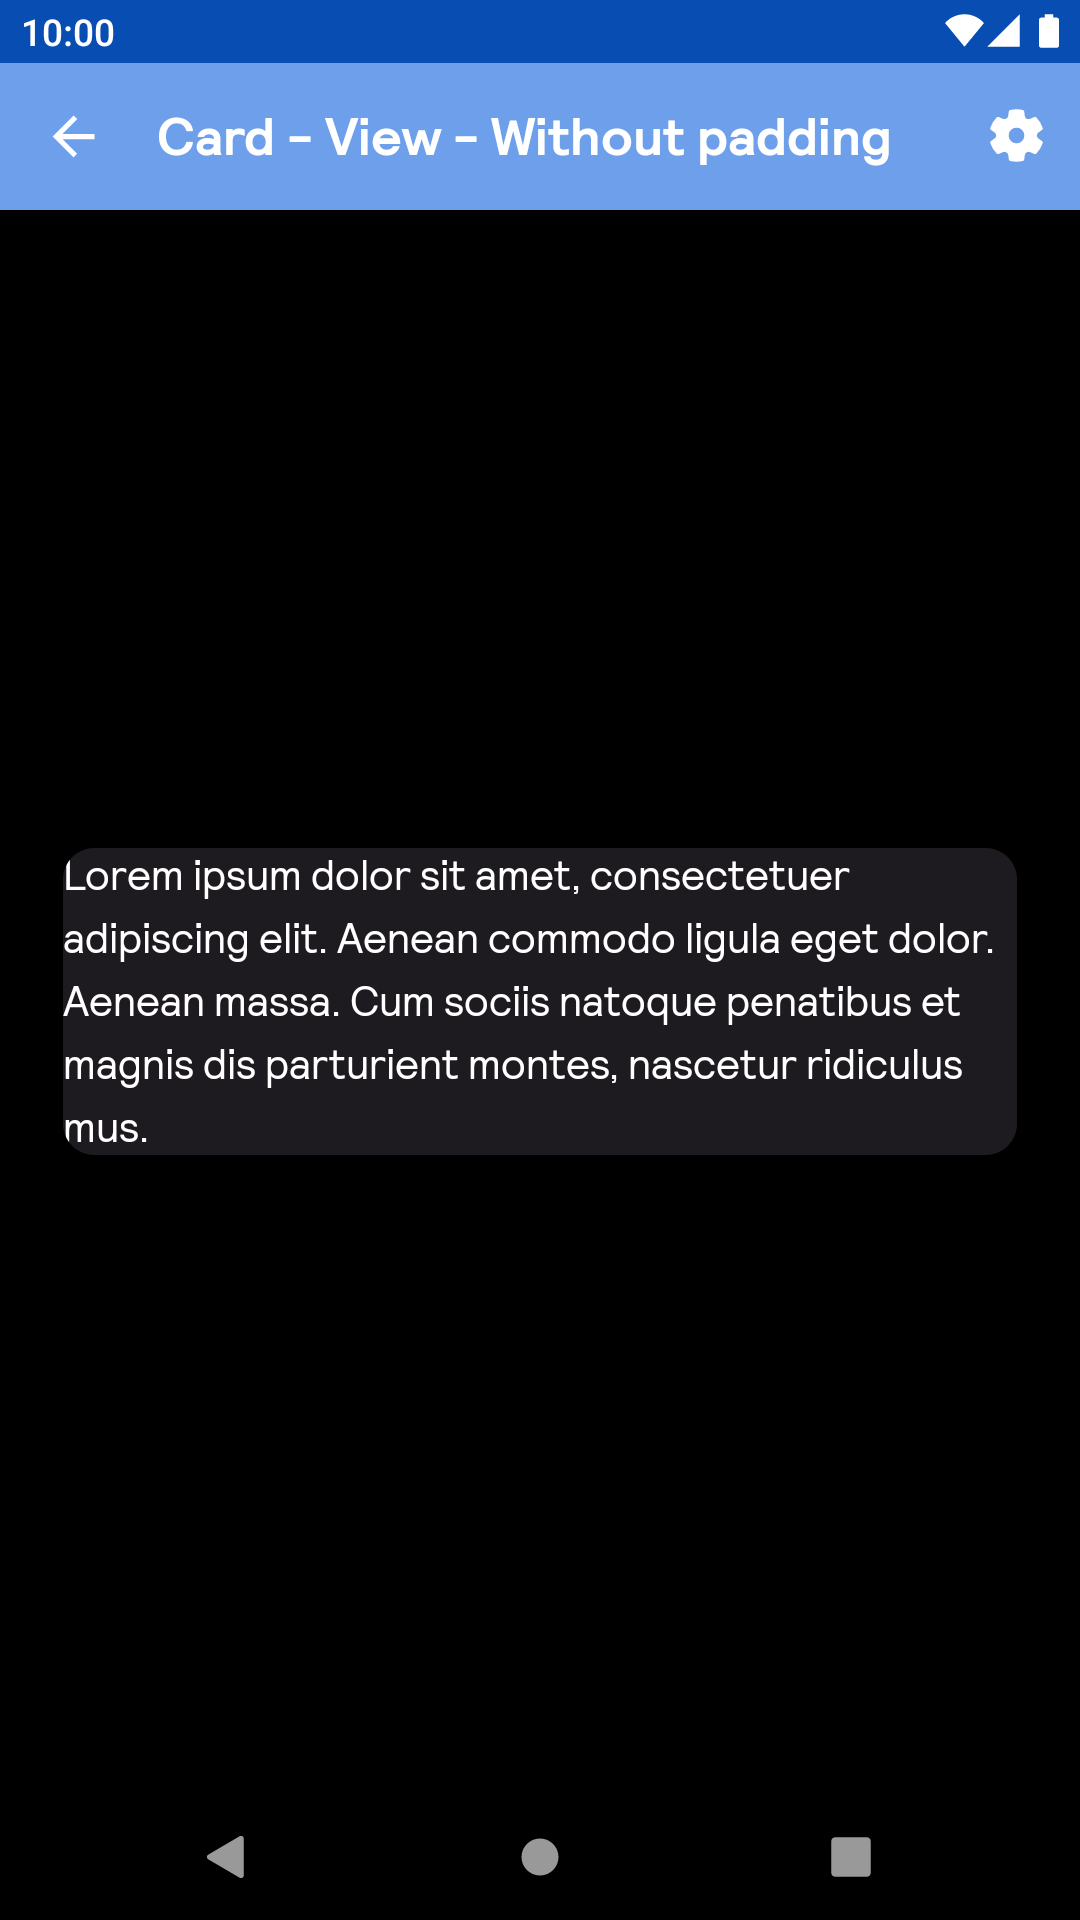 10:00
Card - View - Without padding
Lorem ipsum dolor sit amet, consectetuer
adipiscing elit. Aenean commodo ligula eget dolor.
Aenean massa. Cum sociis natoque penatibus et
magnis dis parturient montes, nascetur ridiculus
mus.